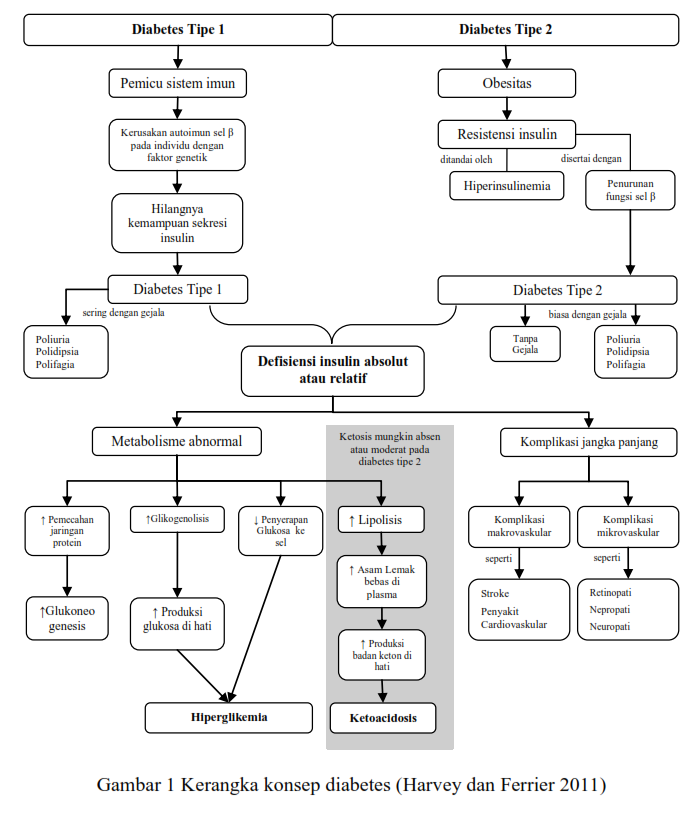 Diabetes Tipe 1
Diabetes Tipe 2
Pemicu sistem imun
Obesitas
Kerusakan autoimun sel β
pada individu dengan
faktor genetik
Resistensi insulin
ditandai oleh
disertai dengan
Hiperinsulinemia
Penurunan
fungsi sel β
Hilangnya
kemampuan sekresi
insulin
Diabetes Tipe 1
Diabetes Tipe 2
sering dengan gejala
biasa dengan gejala
Poliuria
Polidipsia
Polifagia
Tanpa
Gejala
Poliuria
Polidipsia
Polifagia
Defisiensi insulin absolut
atau relatif
Metabolisme abnormal
Ketosis mungkin absen
atau moderat pada
diabetes tipe 2
Komplikasi jangka panjang
↑ Pemecahan
jaringan
protein
↑Glikogenolisis
↓ Penyerapan
Glukosa ke
sel
↑ Lipolisis
Komplikasi
makrovaskular
Komplikasi
mikrovaskular
seperti
seperti
↑Glukoneo
genesis
↑ Produksi
glukosa di hati
↑ Asam Lemak
bebas di
plasma
Stroke
Penyakit
Cardiovaskular
Retinopati
Nepropati
Neuropati
↑ Produksi
badan keton di
hati
Hiperglikemia
Ketoacidosis
Gambar 1 Kerangka konsep diabetes (Harvey dan Ferrier 2011)